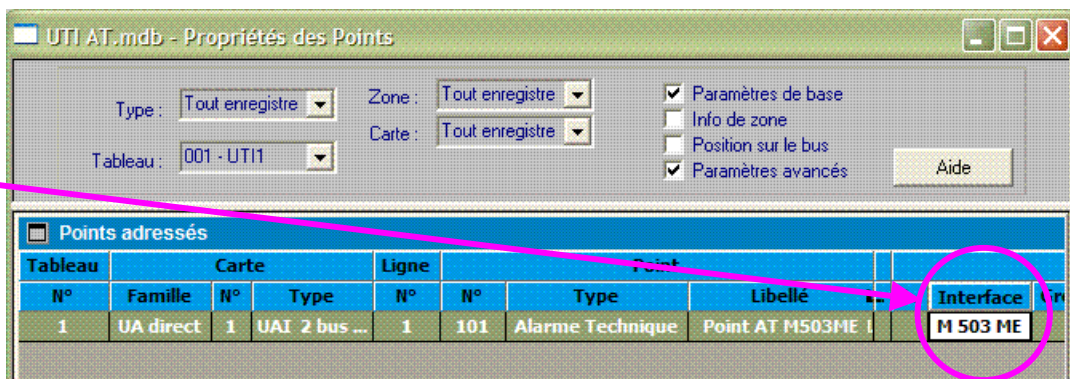 UTI AT.mdb - Propriétés des Points
Type : Tout enregistre Zone : Tout enregistre Paramètres de base
Info de zone
Carte : Tout enregistre
Position sur le bus
Tableau : 001 - UTI1 Paramètres avancés Aide
Points adressés
Tableau Carte Ligne Point
N° Famille N° Type N° N° Type Libellé Interface
1 UA direct 1 UAI 2 bus ... 1 101 Alarme Technique Point AT M503ME M 503 ME